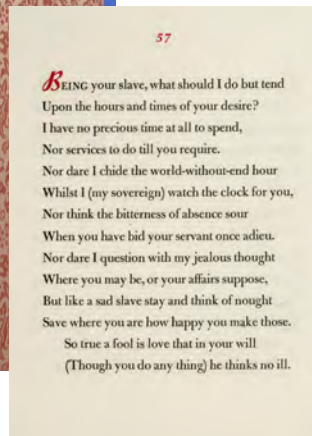 57
BEING your slave, what should I do but tend
Upon the hours and times of your desire?
I have no precious time at all to spend,
Nor services to do till you require.
Nor dare I chide the world-without-end hour
Whilst I (my sovereign) watch the clock for you,
Nor think the bitterness of absence sour
When you have bid your servant once adieu.
Nor dare I question with my jealous thought
Where you may be, or your affairs suppose,
But like a sad slave stay and think of nought
Save where you are how happy you make those.
So true a fool is love that in your will
(Though you do any thing) he thinks no ill.